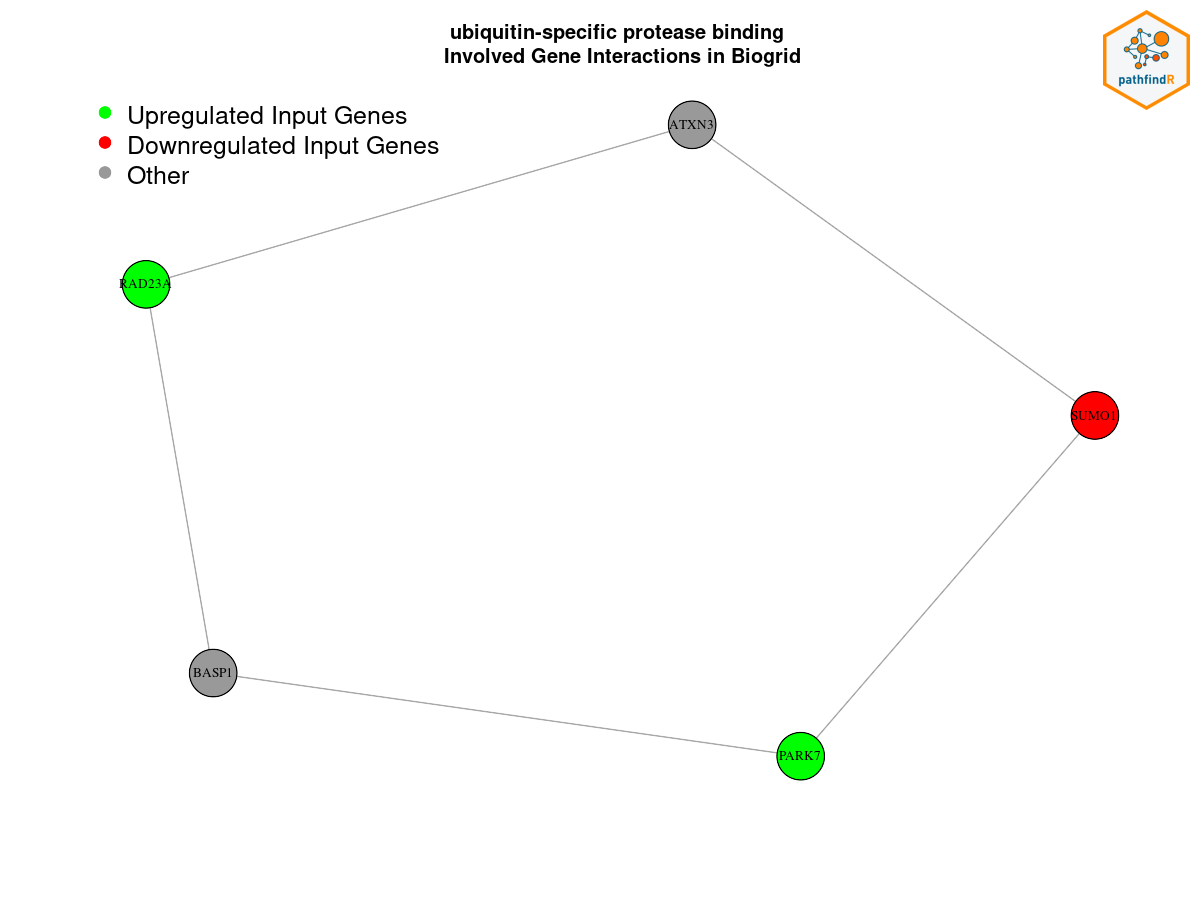 ubiquitin-specific protease binding
Involved Gene Interactions in Biogrid
pathfindR
Upregulated Input Genes
Downregulated Input Genes
Other
ATXN3
RAD23A
SUMO1
BASP1
PARK7